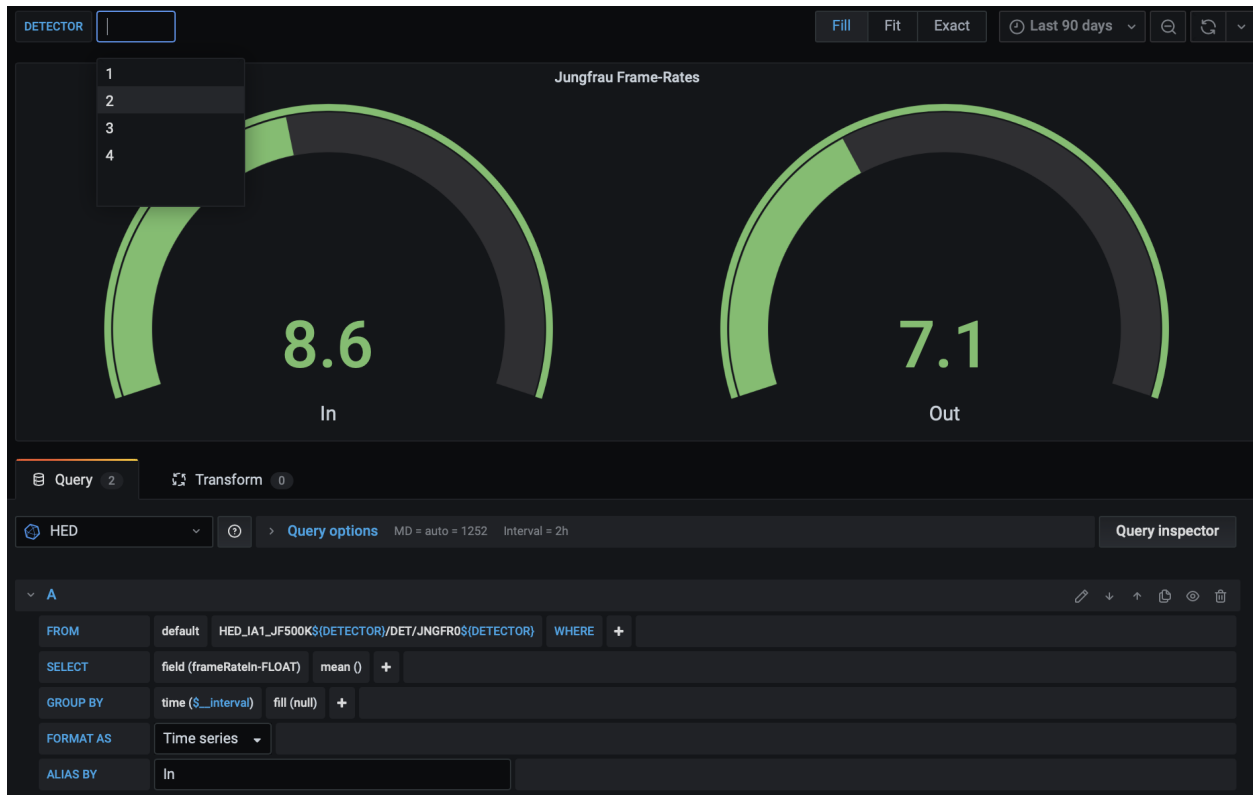 DETECTOR
Fill Fit Exact Last 90 days
1
2
3
4
Jungfrau Frame-Rates
8.6 7.1
In Out
Query 2 Transform 0
HED Query options MD = auto = 1252 Interval = 2h Query inspector
A
FROM default HED_IA1_JF500K${DETECTOR}/DET/JNGFR0${DETECTOR} WHERE +
SELECT field (frameRateIn-FLOAT) mean () +
GROUP BY time ($__interval) fill (null) +
FORMAT AS Time series
ALIAS BY In